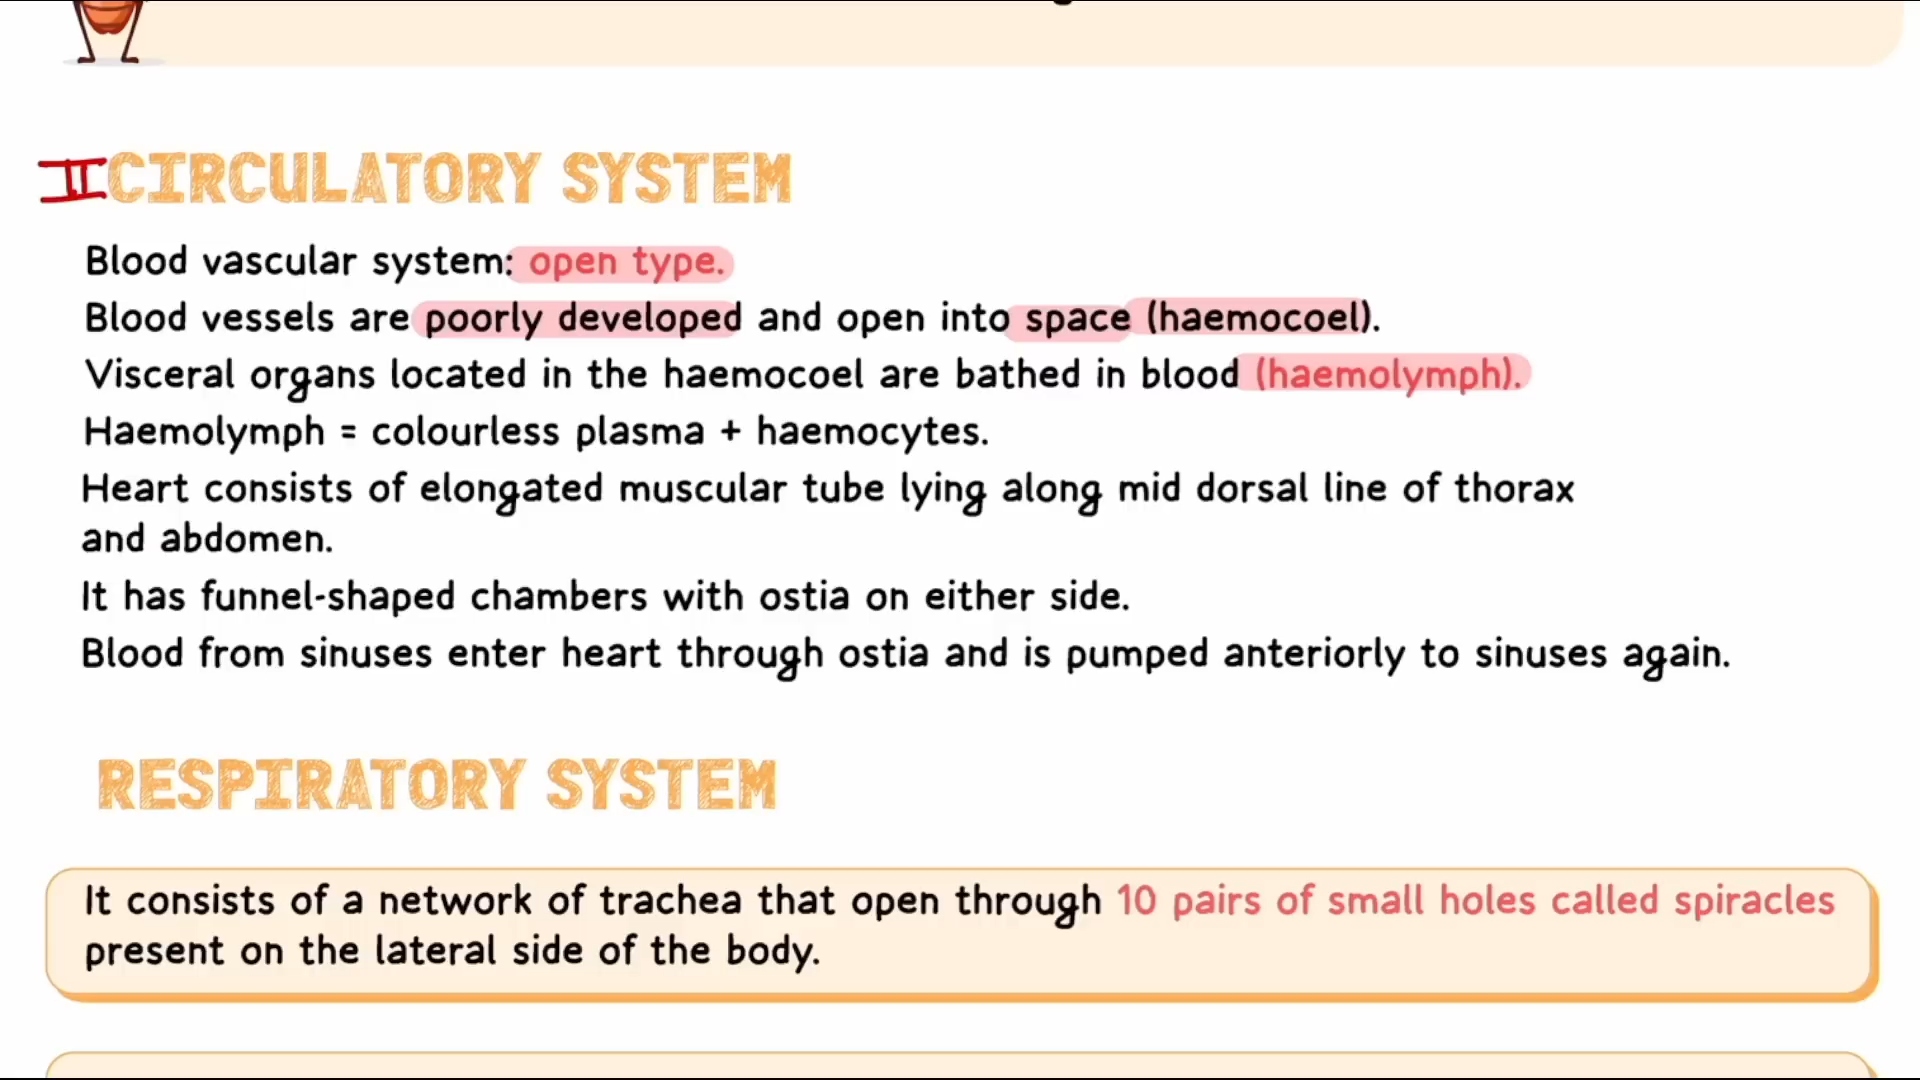 II CIRCULATORY SYSTEM
Blood vascular system: open type.
Blood vessels are poorly developed and open into space (haemocoel).
Visceral organs located in the haemocoel are bathed in blood (haemolymph).
Haemolymph = colourless plasma + haemocytes.
Heart consists of elongated muscular tube lying along mid dorsal line of thorax
and abdomen.
It has funnel-shaped chambers with ostia on either side.
Blood from sinuses enter heart through ostia and is pumped anteriorly to sinuses again.
RESPIRATORY SYSTEM
It consists of a network of trachea that open through 10 pairs of small holes called spiracles
present on the lateral side of the body.